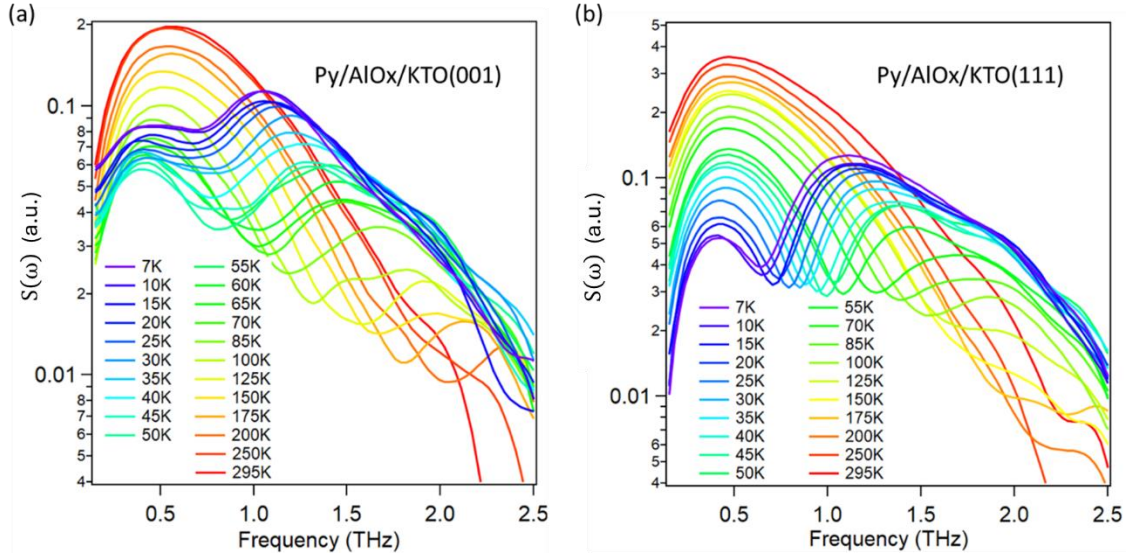 (a)
Py/AlOx/KTO(001)
S(ω) (a.u.)
2
0.1
8
7
6
5
4
3
2
0.01
8
7
6
5
4
7K
10K
15K
20K
25K
30K
35K
40K
45K
50K
55K
60K
65K
70K
85K
100K
125K
150K
175K
200K
250K
295K
0.5
1.0
1.5
2.0
2.5
Frequency (THz)
(b)
Py/AlOx/KTO(111)
S(ω) (a.u.)
5
4
3
2
0.1
8
7
6
5
4
3
2
0.01
8
7
6
5
4
7K
10K
15K
20K
25K
30K
35K
40K
45K
50K
55K
70K
85K
100K
125K
150K
175K
200K
250K
295K
0.5
1.0
1.5
2.0
2.5
Frequency (THz)